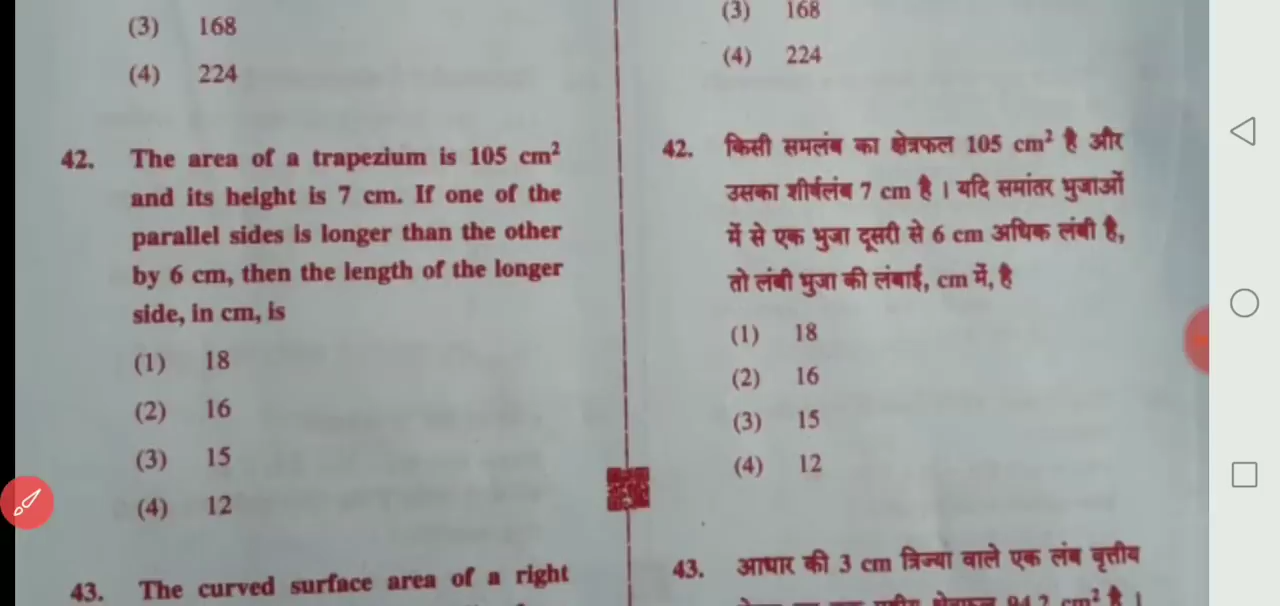 (3) 168
(4) 224
42. The area of a trapezium is 105 cm²
and its height is 7 cm. If one of the
parallel sides is longer than the other
by 6 cm, then the length of the longer
side, in cm, is
(1) 18
(2) 16
(3) 15
(4) 12
43. The curved surface area of a right
(3) 168
(4) 224
42. किसी समलंब का क्षेत्रफल 105 cm² है और
उसका शीर्षलंब 7 cm है । यदि समांतर भुजाओं
में से एक भुजा दूसरी से 6 cm अधिक लंबी है,
तो लंबी भुजा की लंबाई, cm में, है
(1) 18
(2) 16
(3) 15
(4) 12
43. आधार की 3 cm त्रिज्या वाले एक लंब वृत्तीय
क्षेत्रफल 94.2 cm² है ।